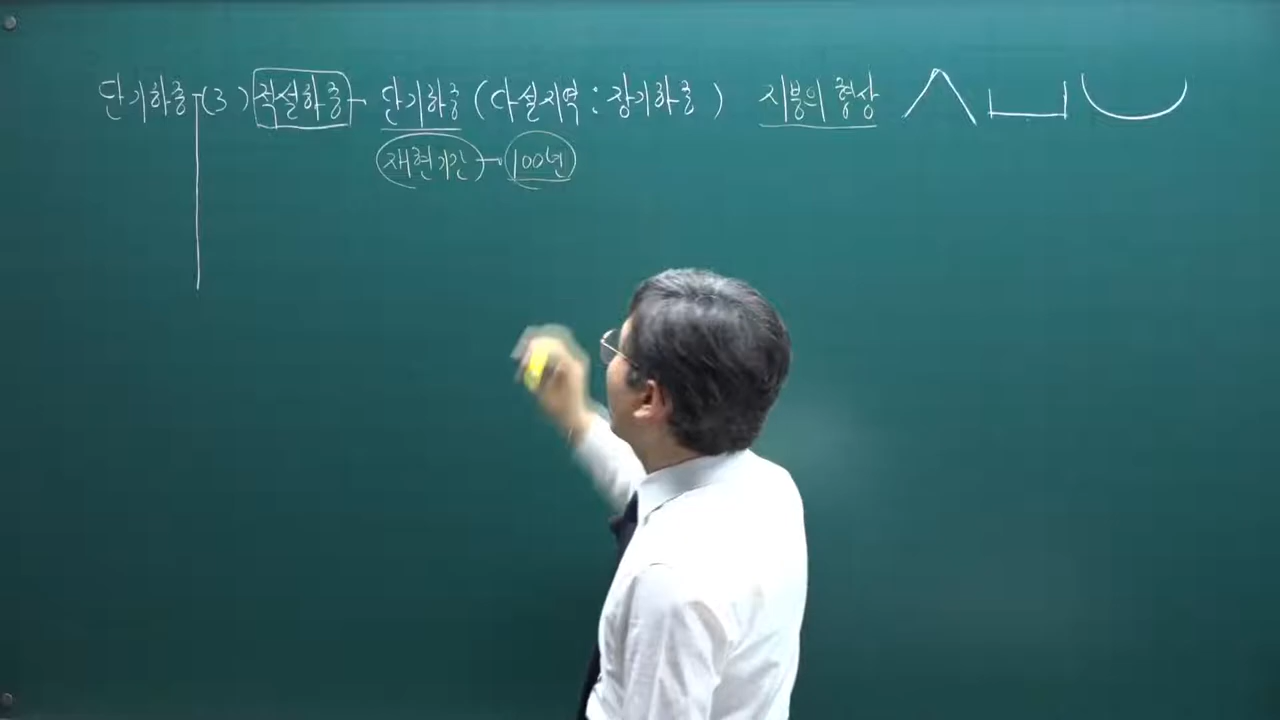 단기하중 (3) 적설하중 - 단기하중 (다설지역 : 장기하중) 지붕의 형상
재현기간 → 100년